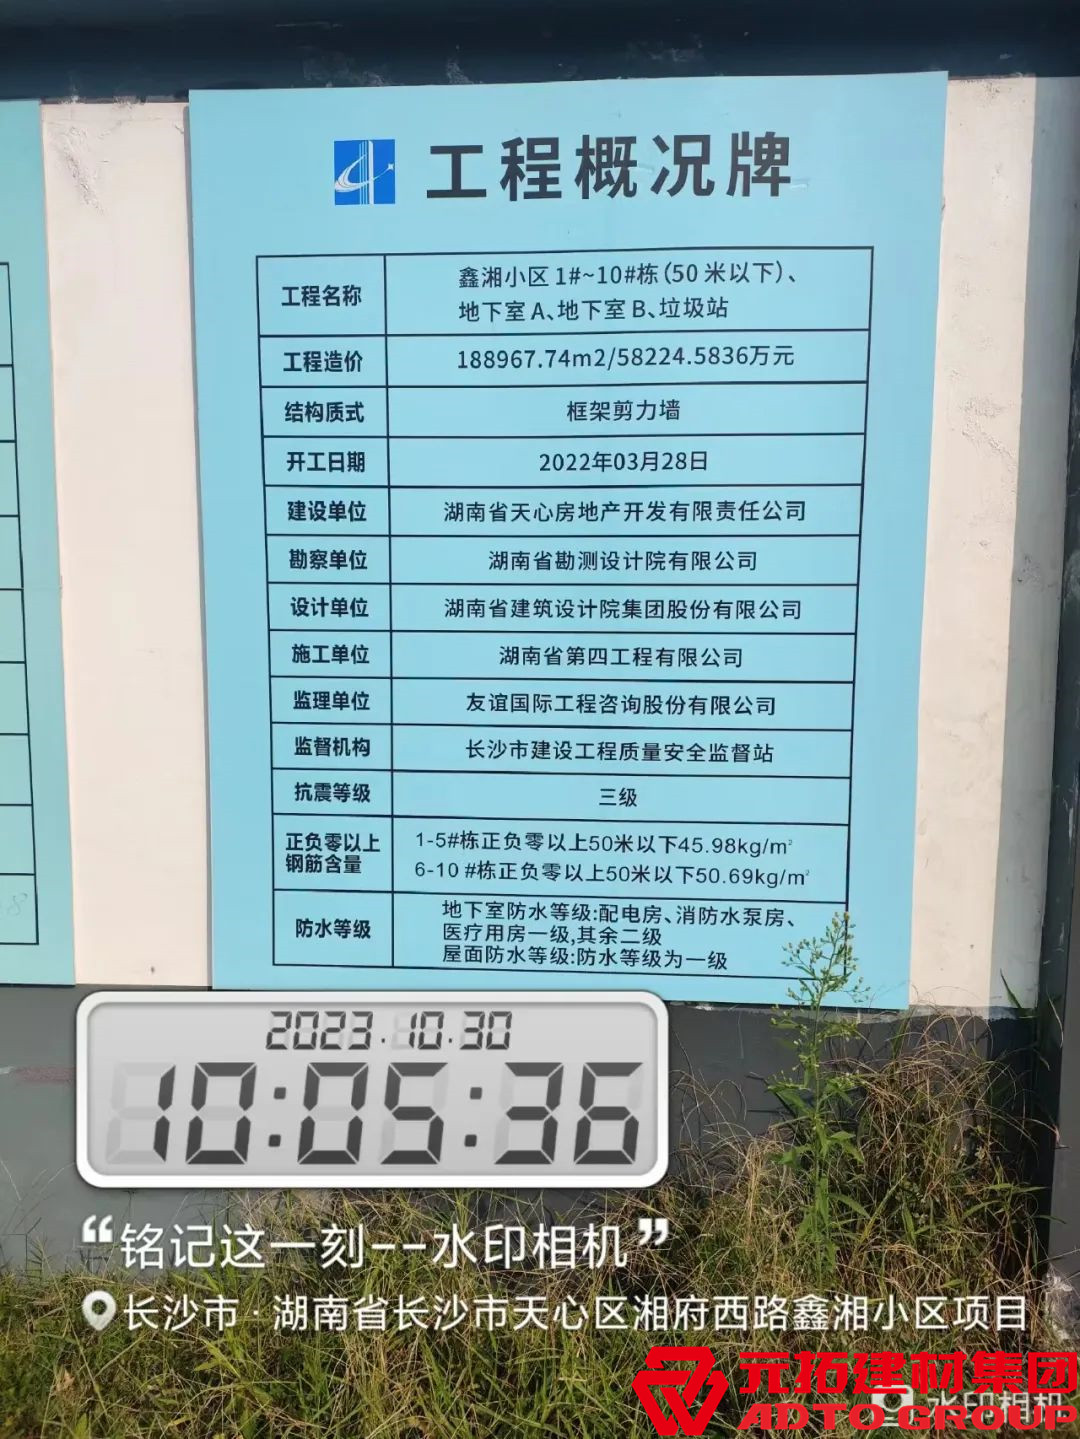 工程概况牌
工程名称
鑫湘小区1#~10#栋(50米以下)、
地下室A、地下室B、垃圾站
工程造价
188967.74m2/58224.5836万元
结构质式
框架剪力墙
开工日期
2022年03月28日
建设单位
湖南省天心房地产开发有限责任公司
勘察单位
湖南省勘测设计院有限公司
设计单位
湖南省建筑设计院集团股份有限公司
施工单位
湖南省第四工程有限公司
监理单位
友谊国际工程咨询股份有限公司
监督机构
长沙市建设工程质量安全监督站
抗震等级
三级
正负零以上
钢筋含量
1-5#栋正负零以上50米以下45.98kg/m²
6-10 #栋正负零以上50米以下50.69kg/m²
防水等级
地下室防水等级:配电房、消防水泵房、
医疗用房一级,其余二级
屋面防水等级:防水等级为一级
2023.10.30
10:05:36
“铭记这一刻--水印相机”
长沙市·湖南省长沙市天心区湘府西路鑫湘小区项目
元拓建材集团
ADTO GROUP
水印相机